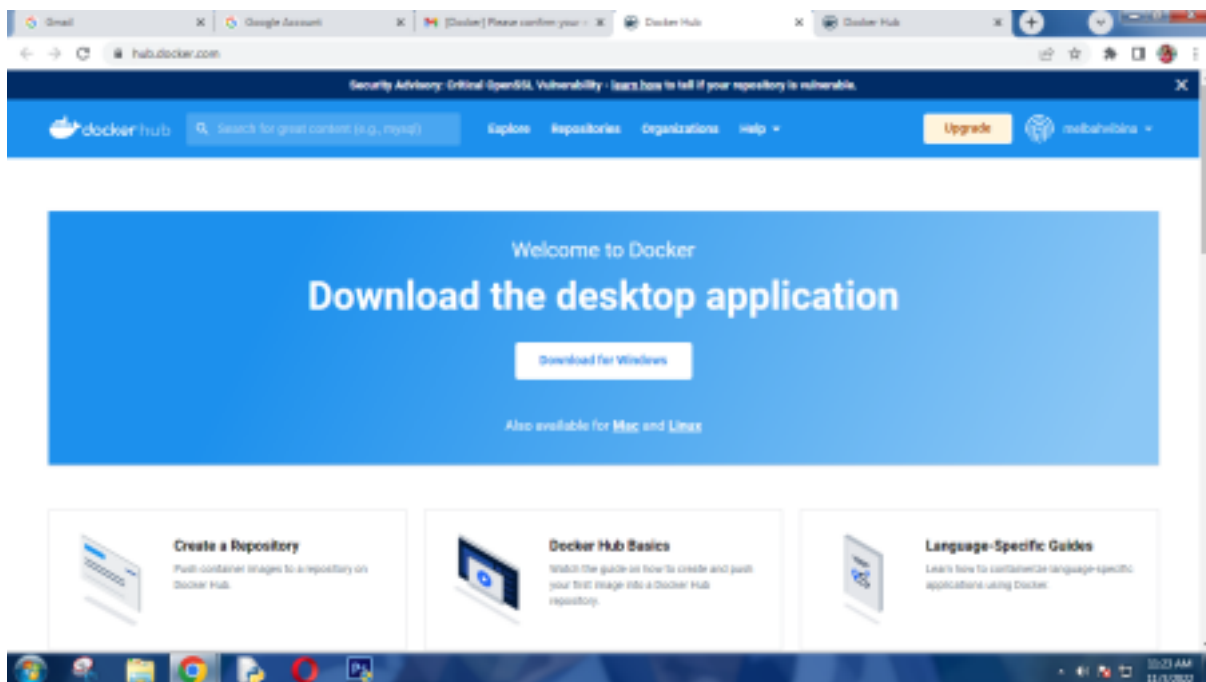 Gmail
Google Account
[Docker] Please confirm your
Docker Hub
Docker Hub
hub.docker.com
Security Advisory: Critical OpenSSL Vulnerability - learn how to tell if your repository is vulnerable.
dockerhub
Search for great content (e.g., mysql)
Explore Repositories Organizations Help
Upgrade
Welcome to Docker
Download the desktop application
Download for Windows
Also available for Mac and Linux
Create a Repository
Push container images to a repository on
Docker Hub.
Docker Hub Basics
Watch the guide on how to create and push
your first image into a Docker Hub
repository.
Language-Specific Guides
Learn how to containerize language-specific
applications using Docker.
Ps
11:23 AM